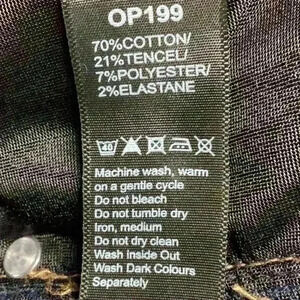 OP199
70%COTTON/
21%TENCEL/
7%POLYESTER/
2%ELASTANE
40
Machine wash, warm
on a gentle cycle
Do not bleach
Do not tumble dry
Iron, medium
Do not dry clean
Wash inside Out
Wash Dark Colours
Separately